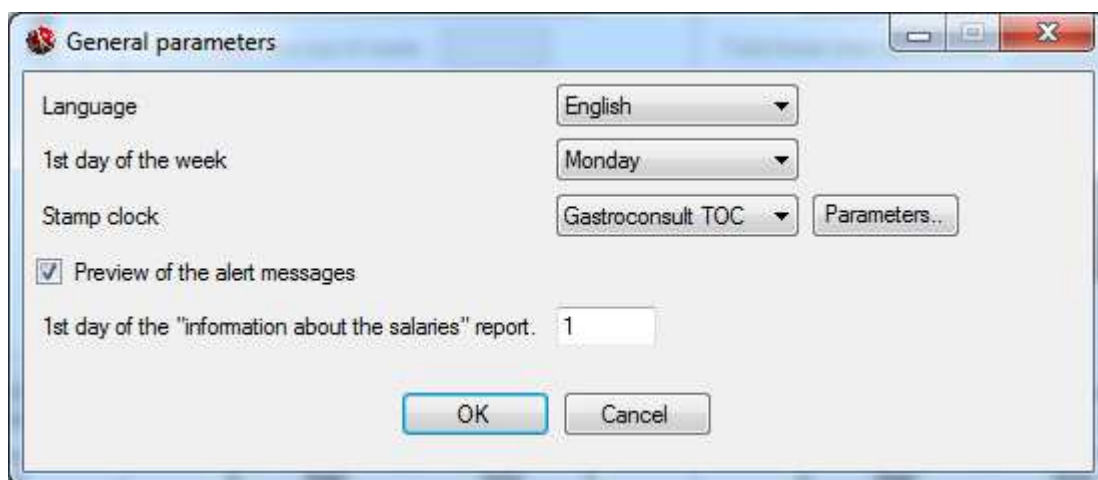 General parameters
Language English
1st day of the week Monday
Stamp clock Gastroconsult TOC Parameters..
Preview of the alert messages
1st day of the "information about the salaries" report. 1
OK Cancel